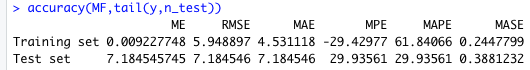 > accuracy(MF,tail(y,n_test))
ME RMSE MAE MPE MAPE MASE
Training set 0.009227748 5.948897 4.531118 -29.42977 61.84066 0.2447799
Test set 7.184545745 7.184546 7.184546 29.93561 29.93561 0.3881232